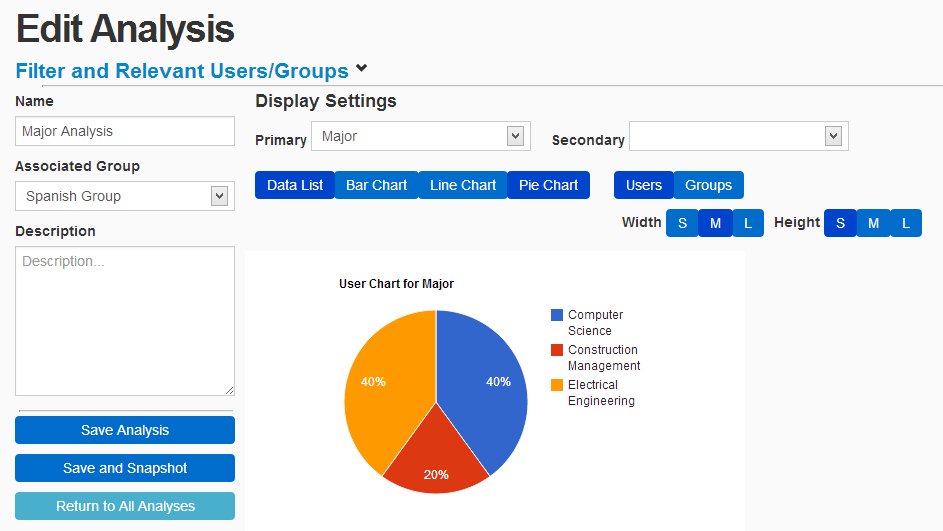 Edit Analysis
Filter and Relevant Users/Groups
Name
Major Analysis
Associated Group
Spanish Group
Description
Description...
Save Analysis
Save and Snapshot
Return to All Analyses
Display Settings
Primary Major Secondary
Data List Bar Chart Line Chart Pie Chart Users Groups
Width S M L Height S M L
User Chart for Major
40% 40%
20%
Computer
Science
Construction
Management
Electrical
Engineering